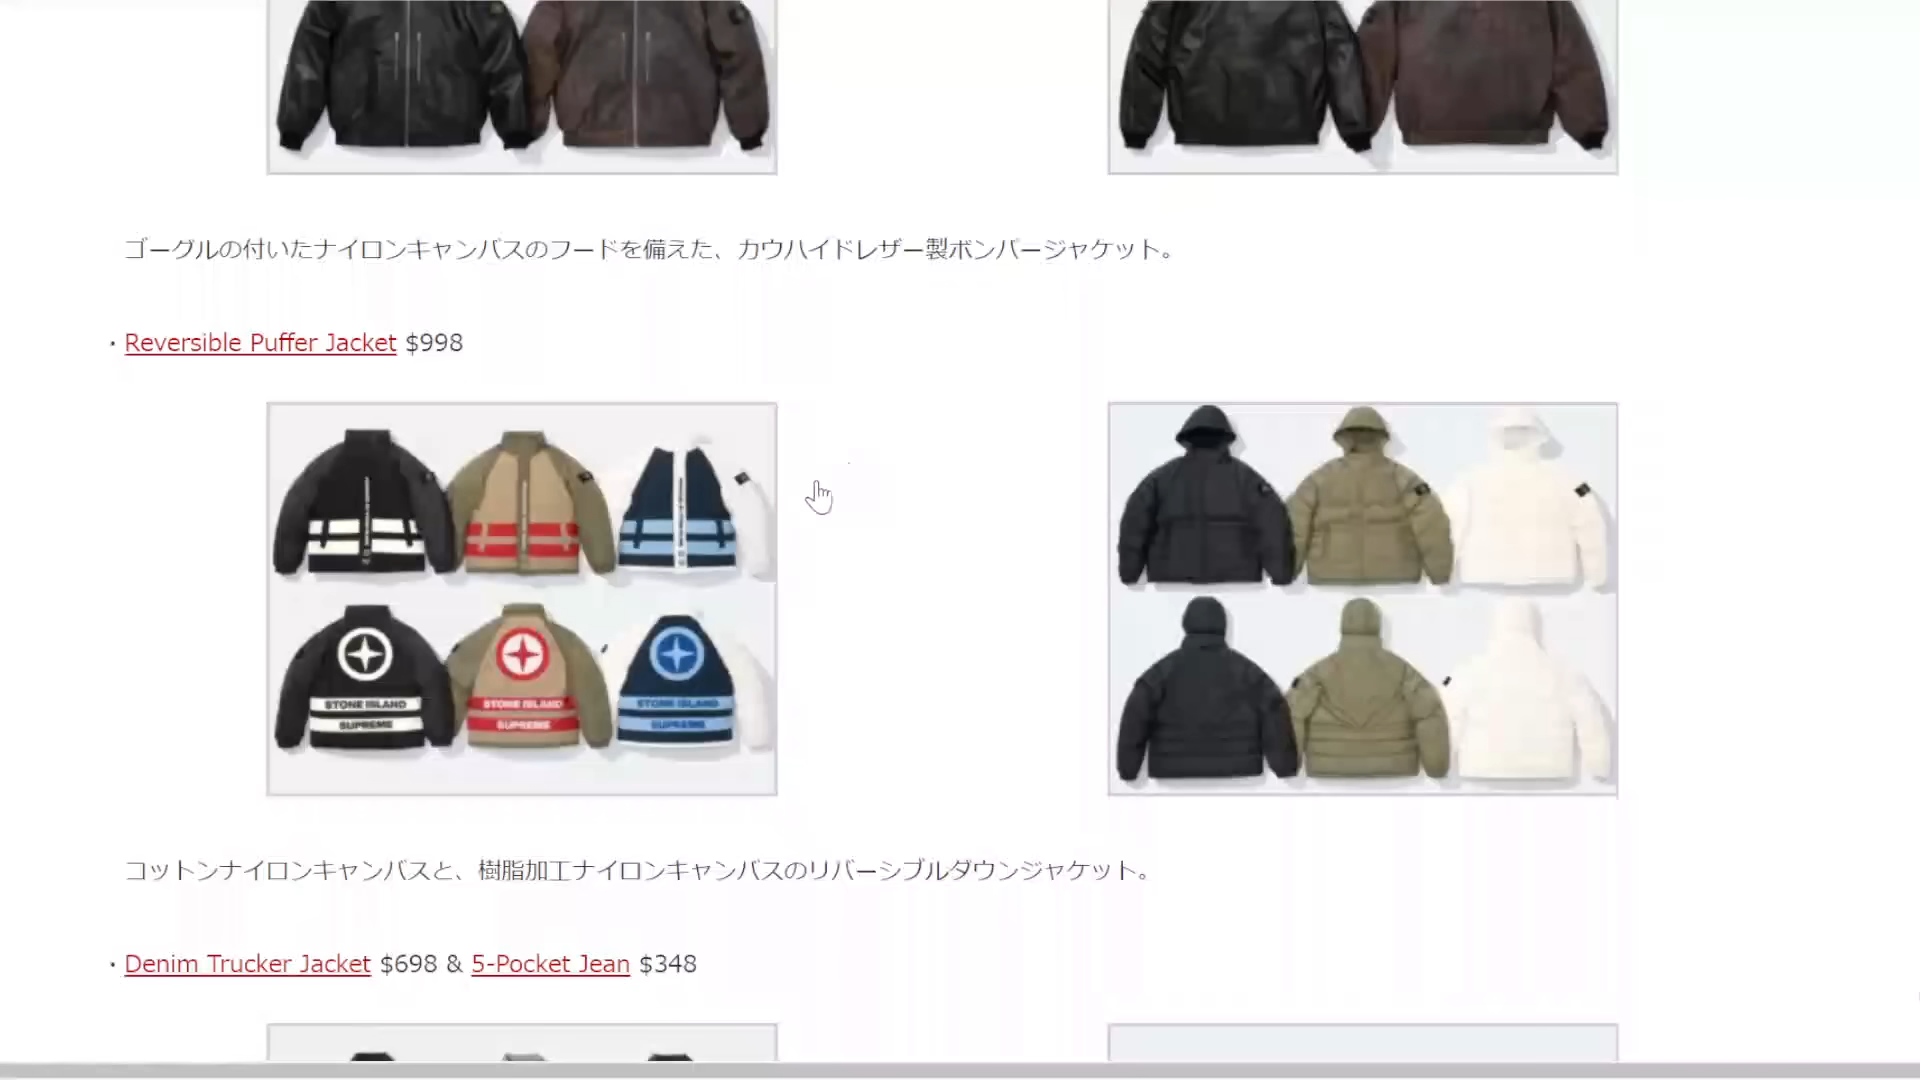 ゴーグルの付いたナイロンキャンバスのフードを備えた、カウハイドレザー製ボンバージャケット。
・Reversible Puffer Jacket $998
STONE ISLAND STONE ISLAND STONE ISLAND
SUPREME SUPREME SUPREME
コットンナイロンキャンバスと、樹脂加工ナイロンキャンバスのリバーシブルダウンジャケット。
・Denim Trucker Jacket $698 & 5-Pocket Jean $348